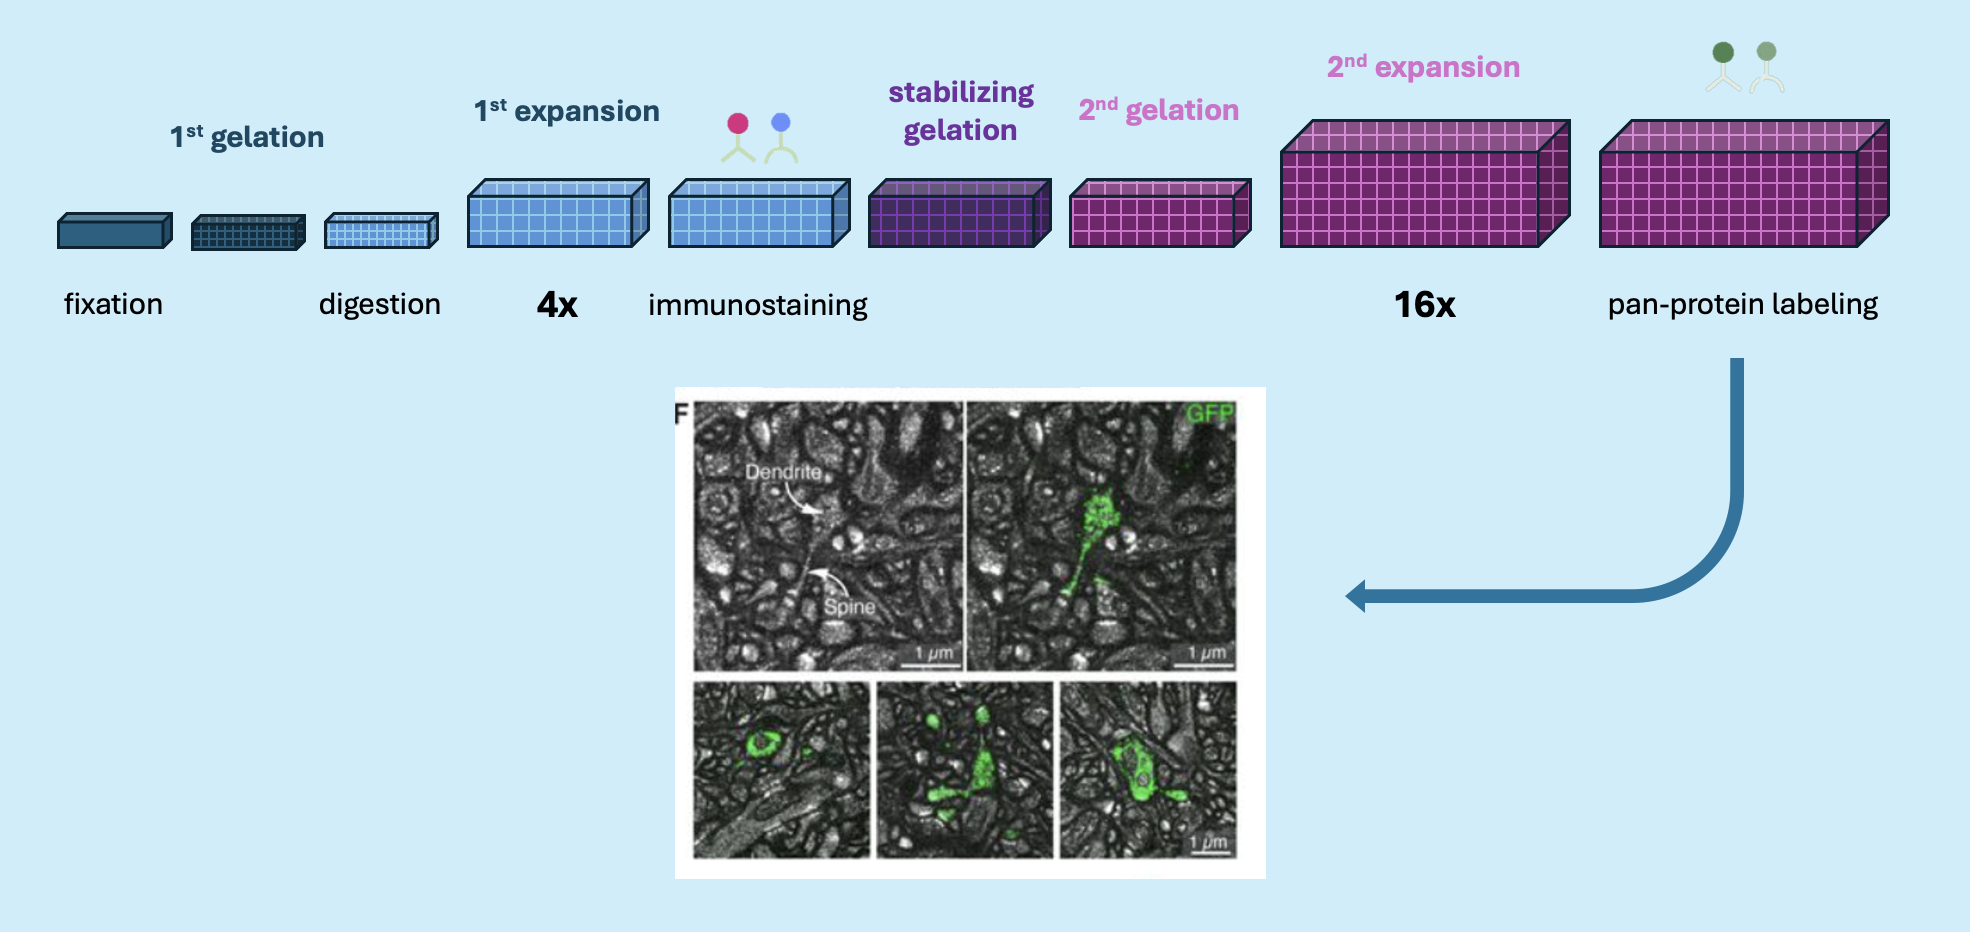 1st gelation
1st expansion
stabilizing
gelation
2nd gelation
2nd expansion
fixation
digestion
4x
immunostaining
16x
pan-protein labeling
F
GFP
Dendrite
Spine
1 µm
1 µm
1 µm